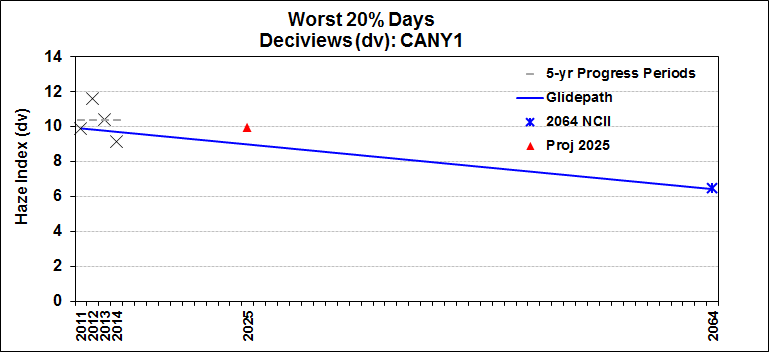 Worst 20% Days
Deciviews (dv): CANY1
14
12
10
8
6
4
2
0
Haze Index (dv)
5-yr Progress Periods
Glidepath
2064 NCII
Proj 2025
2011
2012
2013
2014
2025
2064